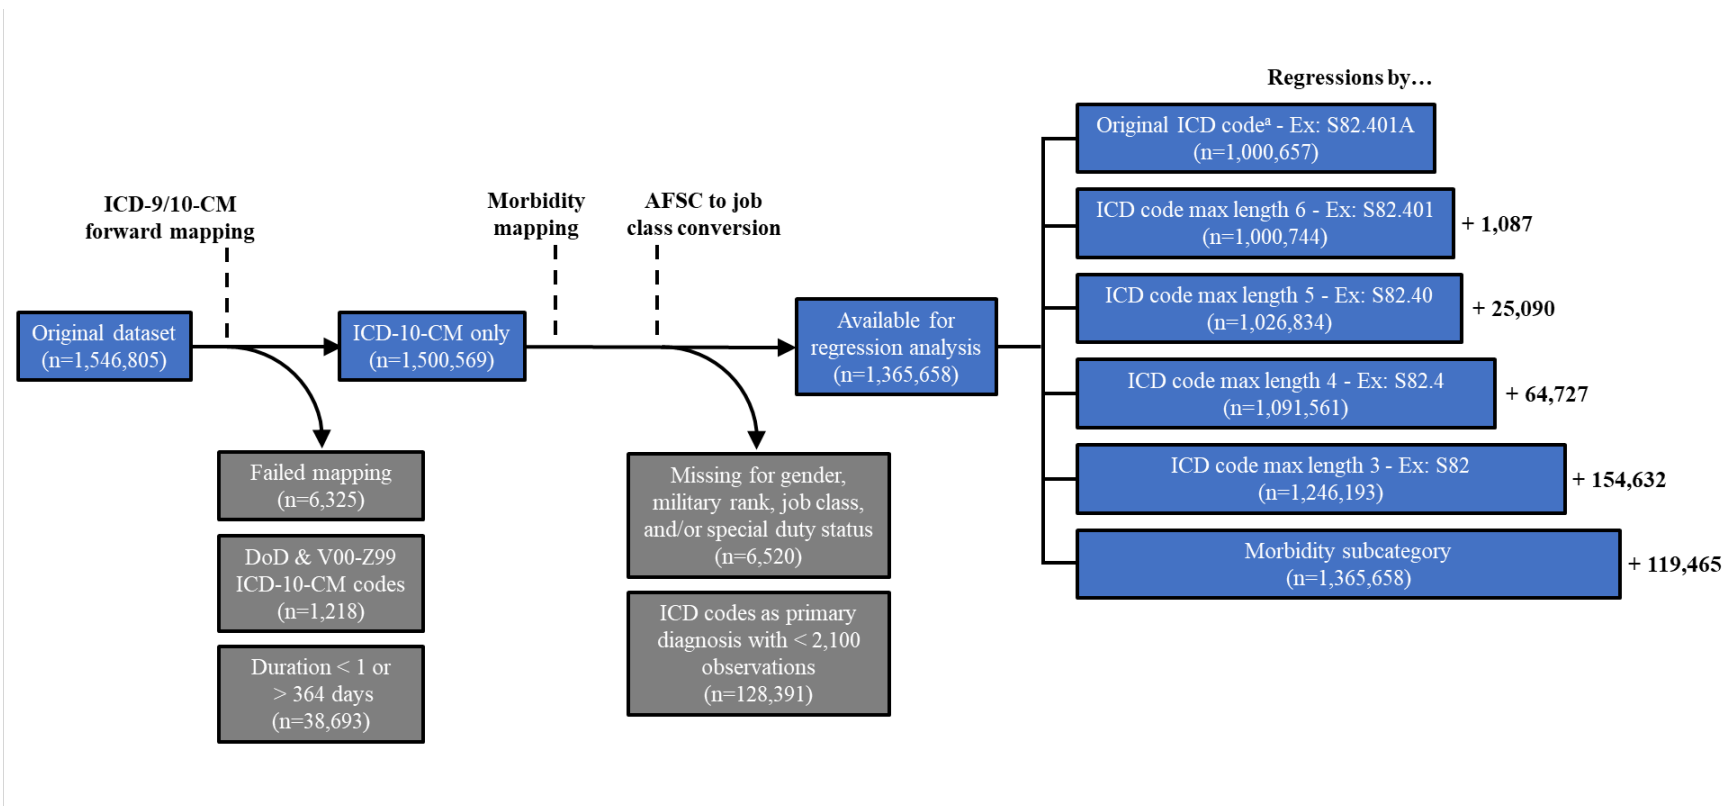 Regressions by…
Original ICD codeᵃ - Ex: S82.401A
(n=1,000,657)
ICD code max length 6 - Ex: S82.401
(n=1,000,744)
+ 1,087
ICD code max length 5 - Ex: S82.40
(n=1,026,834)
+ 25,090
ICD code max length 4 - Ex: S82.4
(n=1,091,561)
+ 64,727
ICD code max length 3 - Ex: S82
(n=1,246,193)
+ 154,632
Morbidity subcategory
(n=1,365,658)
+ 119,465
ICD-9/10-CM
forward mapping
Morbidity
mapping
AFSC to job
class conversion
Original dataset
(n=1,546,805)
ICD-10-CM only
(n=1,500,569)
Available for
regression analysis
(n=1,365,658)
Failed mapping
(n=6,325)
DoD & V00-Z99
ICD-10-CM codes
(n=1,218)
Duration < 1 or
> 364 days
(n=38,693)
Missing for gender,
military rank, job class,
and/or special duty status
(n=6,520)
ICD codes as primary
diagnosis with < 2,100
observations
(n=128,391)